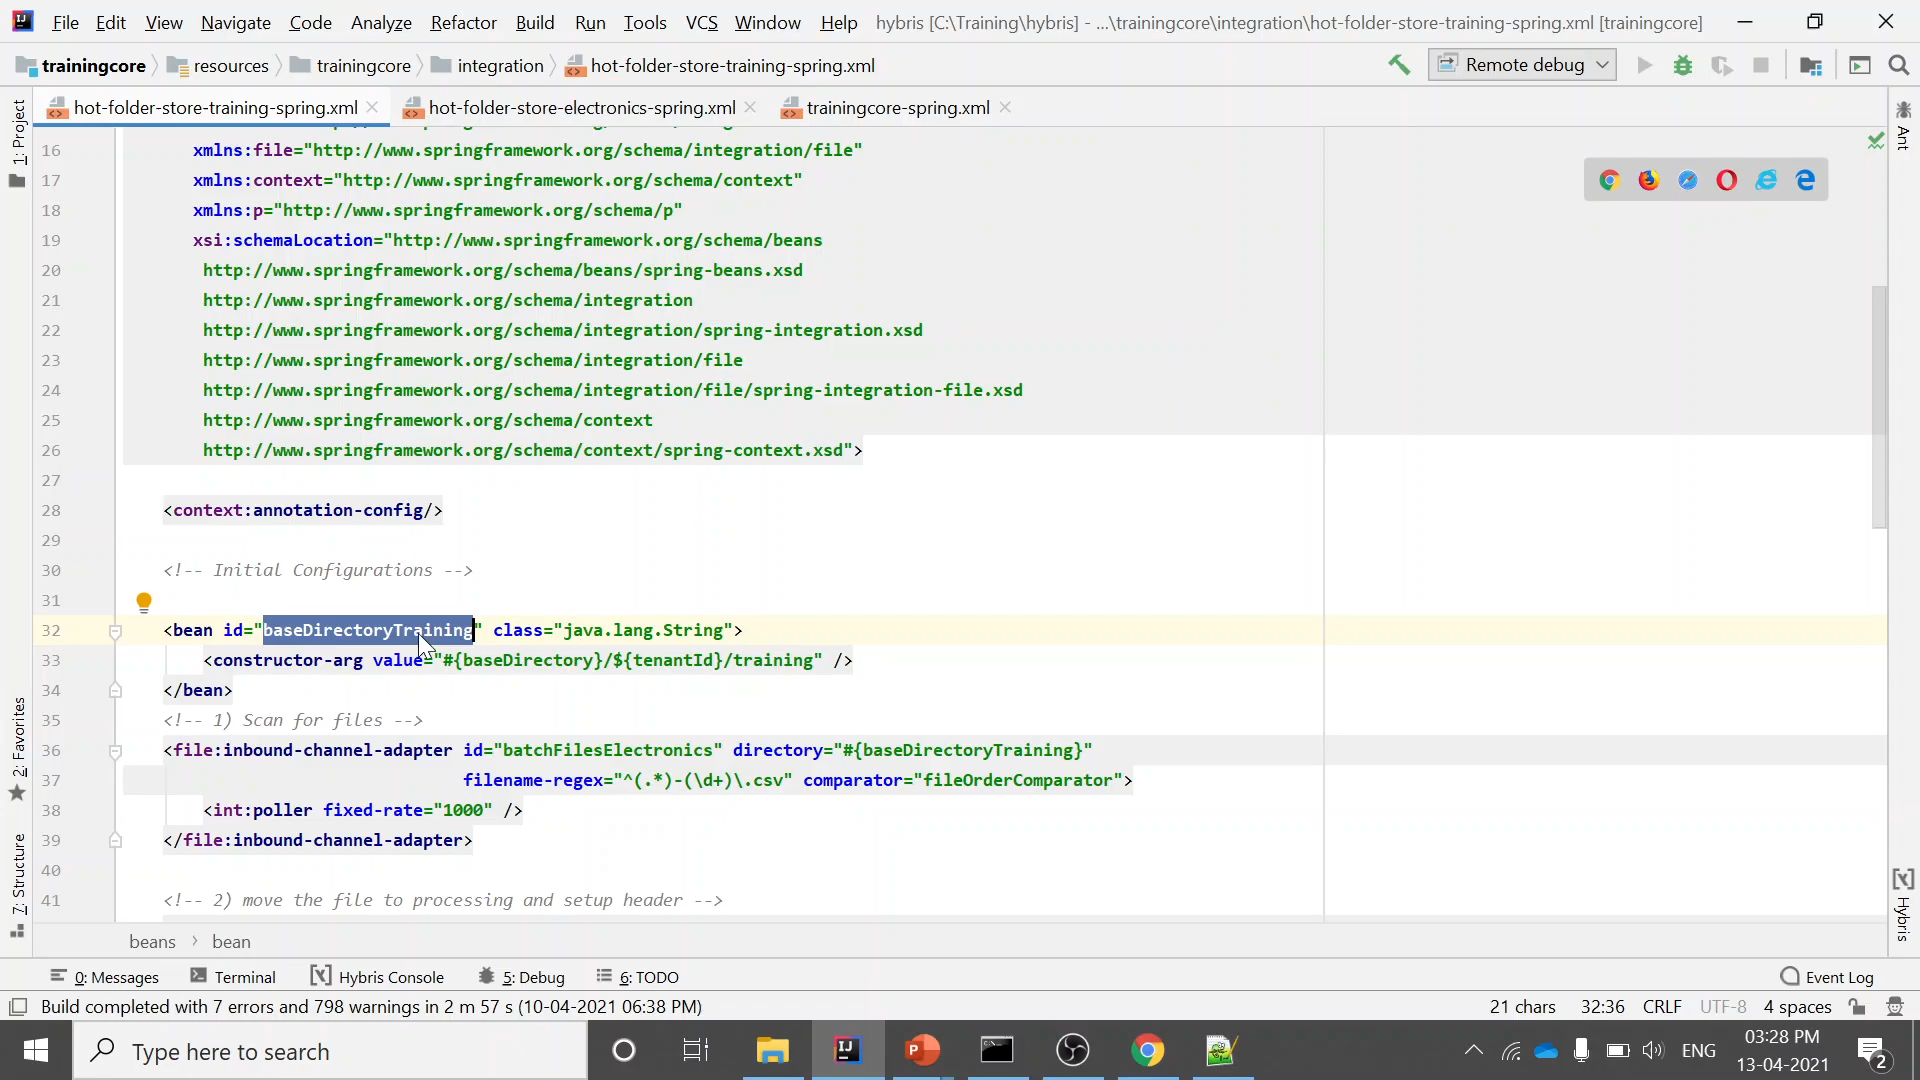 File Edit View Navigate Code Analyze Refactor Build Run Tools VCS Window Help hybris [C:\Training\hybris] - ...\trainingcore\integration\hot-folder-store-training-spring.xml [trainingcore]
trainingcore resources trainingcore integration hot-folder-store-training-spring.xml Remote debug
hot-folder-store-training-spring.xml hot-folder-store-electronics-spring.xml trainingcore-spring.xml
16 xmlns:file="http://www.springframework.org/schema/integration/file"
17 xmlns:context="http://www.springframework.org/schema/context"
18 xmlns:p="http://www.springframework.org/schema/p"
19 xsi:schemaLocation="http://www.springframework.org/schema/beans
20 http://www.springframework.org/schema/beans/spring-beans.xsd
21 http://www.springframework.org/schema/integration
22 http://www.springframework.org/schema/integration/spring-integration.xsd
23 http://www.springframework.org/schema/integration/file
24 http://www.springframework.org/schema/integration/file/spring-integration-file.xsd
25 http://www.springframework.org/schema/context
26 http://www.springframework.org/schema/context/spring-context.xsd">
27
28 <context:annotation-config/>
29
30 <!-- Initial Configurations -->
31
32 <bean id="baseDirectoryTraining" class="java.lang.String">
33 <constructor-arg value="#{baseDirectory}/${tenantId}/training" />
34 </bean>
35 <!-- 1) Scan for files -->
36 <file:inbound-channel-adapter id="batchFilesElectronics" directory="#{baseDirectoryTraining}"
37 filename-regex="^(.*)-(\d+)\.csv" comparator="fileOrderComparator">
38 <int:poller fixed-rate="1000" />
39 </file:inbound-channel-adapter>
40
41 <!-- 2) move the file to processing and setup header -->
beans > bean
1: Project
2: Favorites
7: Structure
Ant
Hybris
0: Messages Terminal Hybris Console 5: Debug 6: TODO Event Log
Build completed with 7 errors and 798 warnings in 2 m 57 s (10-04-2021 06:38 PM) 21 chars 32:36 CRLF UTF-8 4 spaces
Type here to search
ENG
03:28 PM
13-04-2021
2